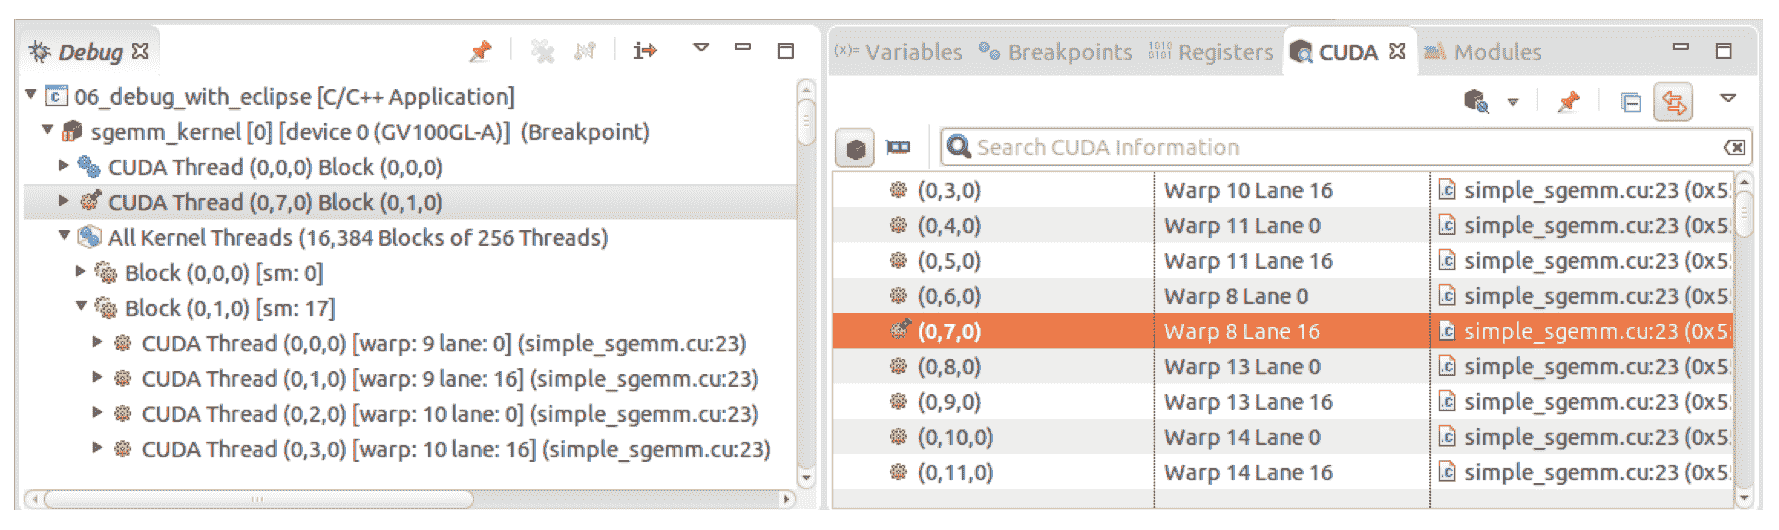 Debug
06_debug_with_eclipse [C/C++ Application]
sgemm_kernel [0] [device 0 (GV100GL-A)] (Breakpoint)
CUDA Thread (0,0,0) Block (0,0,0)
CUDA Thread (0,7,0) Block (0,1,0)
All Kernel Threads (16,384 Blocks of 256 Threads)
Block (0,0,0) [sm: 0]
Block (0,1,0) [sm: 17]
CUDA Thread (0,0,0) [warp: 9 lane: 0] (simple_sgemm.cu:23)
CUDA Thread (0,1,0) [warp: 9 lane: 16] (simple_sgemm.cu:23)
CUDA Thread (0,2,0) [warp: 10 lane: 0] (simple_sgemm.cu:23)
CUDA Thread (0,3,0) [warp: 10 lane: 16] (simple_sgemm.cu:23)
(x)= Variables Breakpoints 1010 0101 Registers CUDA Modules
Search CUDA Information
(0,3,0) Warp 10 Lane 16 simple_sgemm.cu:23 (0x5
(0,4,0) Warp 11 Lane 0 simple_sgemm.cu:23 (0x5
(0,5,0) Warp 11 Lane 16 simple_sgemm.cu:23 (0x5
(0,6,0) Warp 8 Lane 0 simple_sgemm.cu:23 (0x5
(0,7,0) Warp 8 Lane 16 simple_sgemm.cu:23 (0x5
(0,8,0) Warp 13 Lane 0 simple_sgemm.cu:23 (0x5
(0,9,0) Warp 13 Lane 16 simple_sgemm.cu:23 (0x5
(0,10,0) Warp 14 Lane 0 simple_sgemm.cu:23 (0x5
(0,11,0) Warp 14 Lane 16 simple_sgemm.cu:23 (0x5